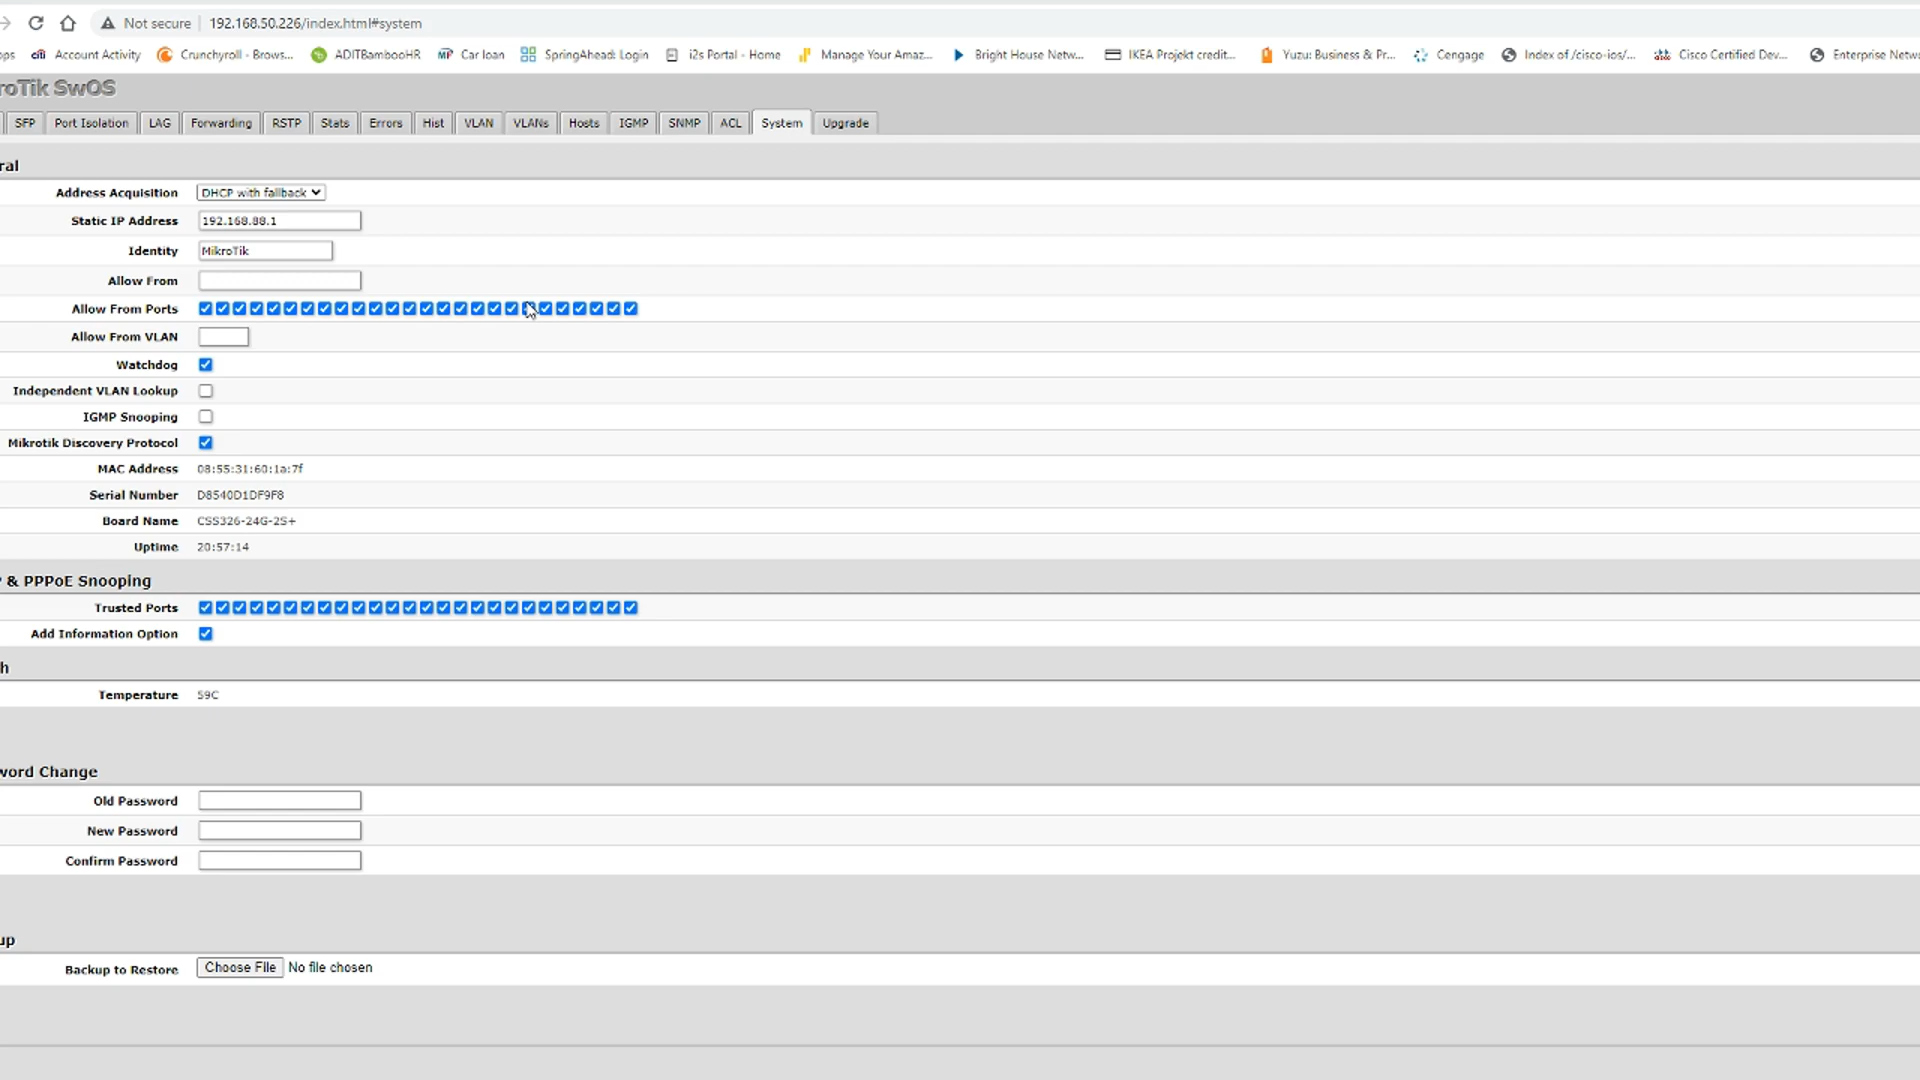 Not secure | 192.168.50.226/index.html#system
ops citi Account Activity Crunchyroll - Brows... ADITBambooHR MP Car loan SpringAhead: Login i2s Portal - Home Manage Your Amaz... Bright House Netw... IKEA Projekt credit... Yuzu: Business & Pr... Cengage Index of /cisco-ios/... Cisco Certified Dev... Enterprise Netw
roTik SwOS
SFP Port Isolation LAG Forwarding RSTP Stats Errors Hist VLAN VLANs Hosts IGMP SNMP ACL System Upgrade
ral
Address Acquisition DHCP with fallback
Static IP Address 192.168.88.1
Identity MikroTik
Allow From
Allow From Ports
Allow From VLAN
Watchdog
Independent VLAN Lookup
IGMP Snooping
Mikrotik Discovery Protocol
MAC Address 08:55:31:60:1a:7f
Serial Number D8540D1DF9F8
Board Name CSS326-24G-2S+
Uptime 20:57:14
& PPPoE Snooping
Trusted Ports
Add Information Option
h
Temperature 59C
word Change
Old Password
New Password
Confirm Password
up
Backup to Restore Choose File No file chosen